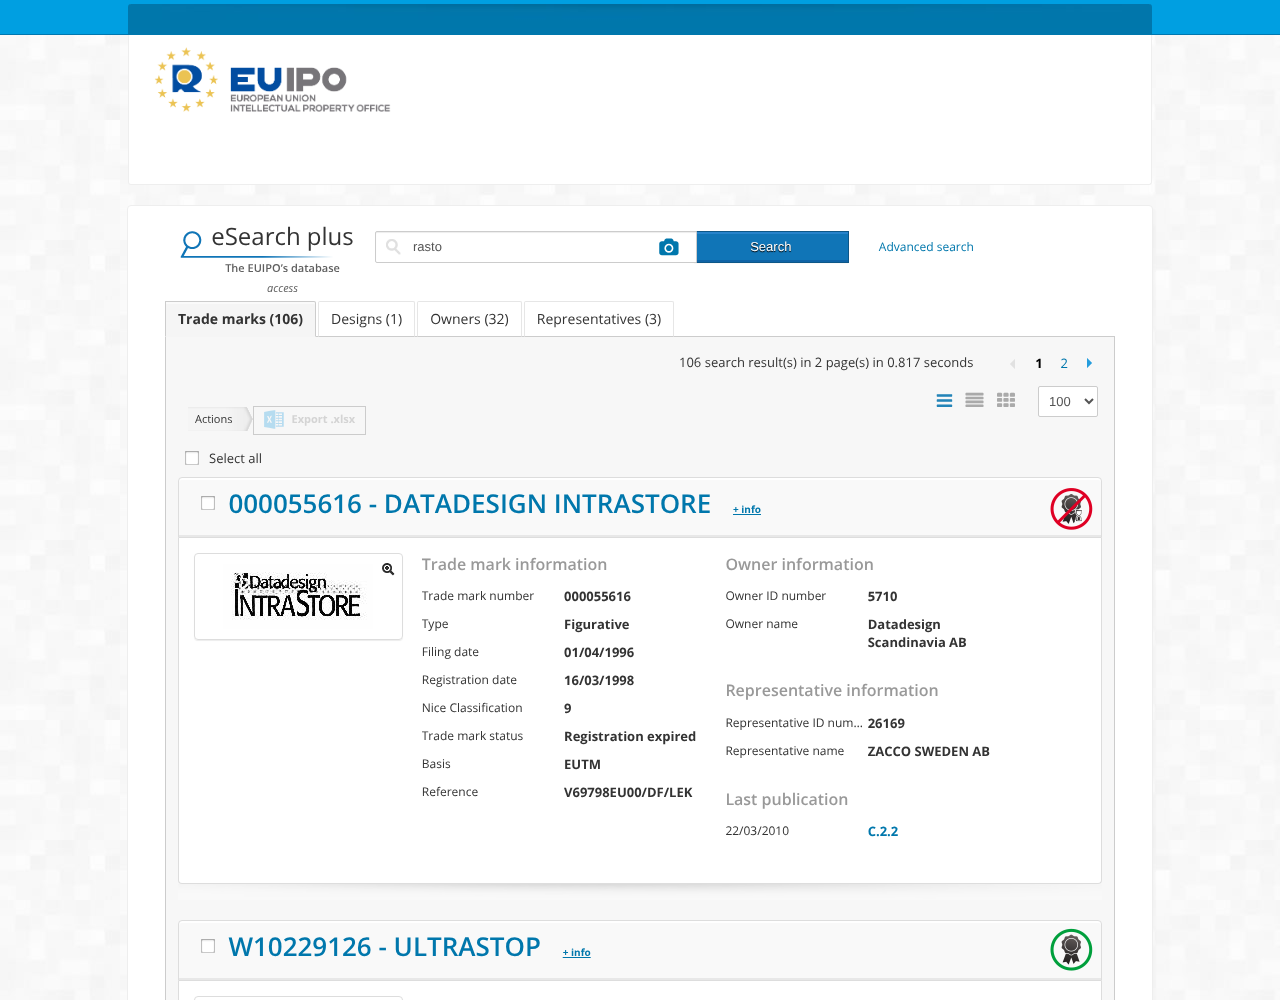 EUIPO
EUROPEAN UNION
INTELLECTUAL PROPERTY OFFICE
eSearch plus
The EUIPO's database
access
rasto
Search
Advanced search
Trade marks (106)
Designs (1)
Owners (32)
Representatives (3)
106 search result(s) in 2 page(s) in 0.817 seconds
1
2
100
Actions
Export .xlsx
Select all
000055616 - DATADESIGN INTRASTORE
+ info
Datadesign
INTRASTORE
Trade mark information
Trade mark number 000055616
Type Figurative
Filing date 01/04/1996
Registration date 16/03/1998
Nice Classification 9
Trade mark status Registration expired
Basis EUTM
Reference V69798EU00/DF/LEK
Owner information
Owner ID number 5710
Owner name Datadesign
Scandinavia AB
Representative information
Representative ID num... 26169
Representative name ZACCO SWEDEN AB
Last publication
22/03/2010 C.2.2
W10229126 - ULTRASTOP
+ info